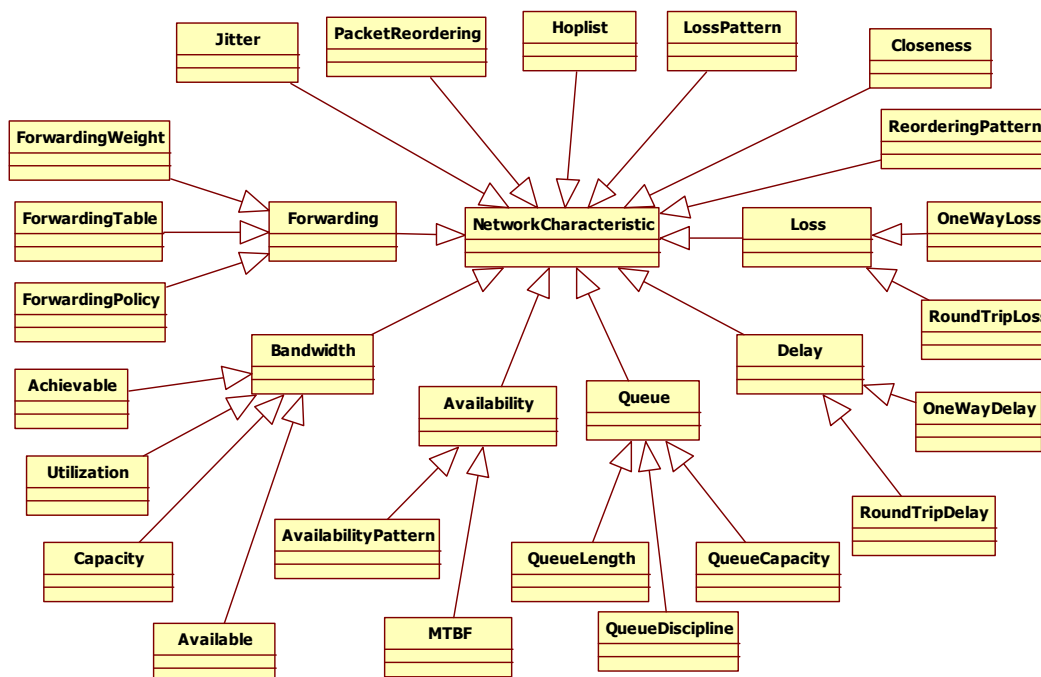 Jitter
PacketReordering
Hoplist
LossPattern
Closeness
ForwardingWeight
ReorderingPattern
ForwardingTable
Forwarding
NetworkCharacteristic
Loss
OneWayLoss
ForwardingPolicy
RoundTripLoss
Bandwidth
Delay
Achievable
Availability
Queue
OneWayDelay
Utilization
AvailabilityPattern
RoundTripDelay
Capacity
QueueLength
QueueCapacity
Available
MTBF
QueueDiscipline